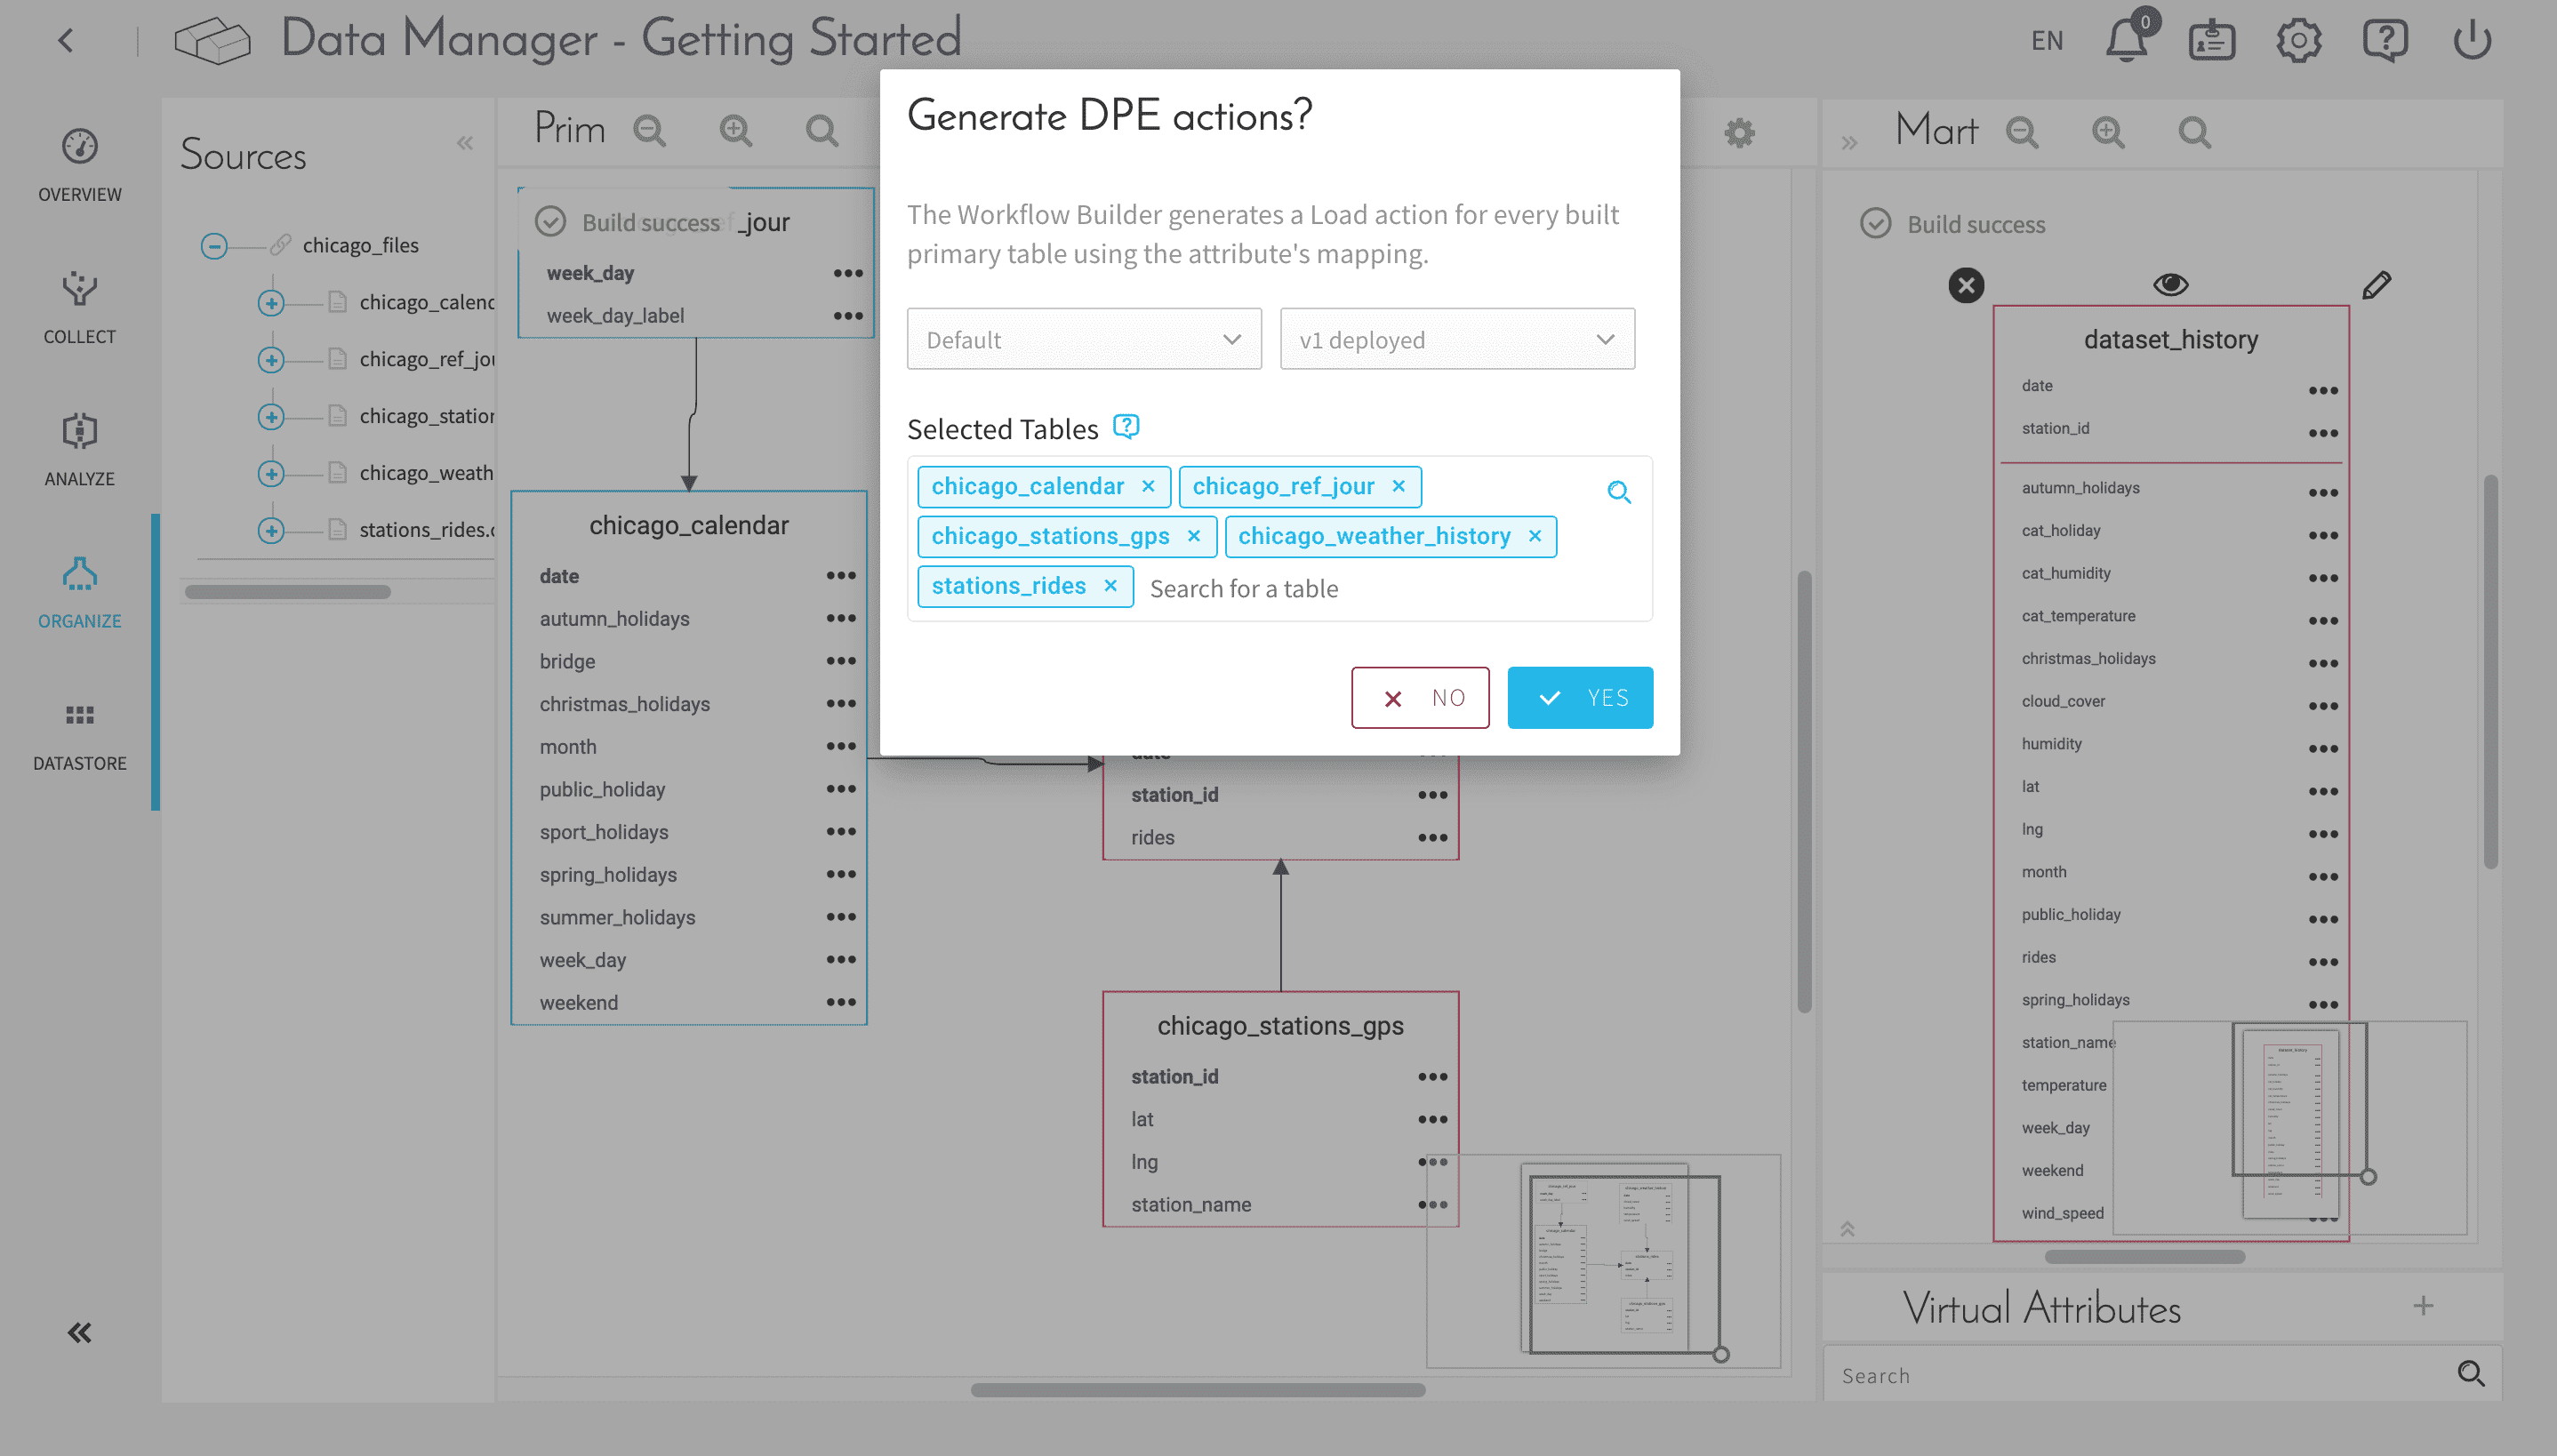 Data Manager - Getting Started
EN
0
OVERVIEW
COLLECT
ANALYZE
ORGANIZE
DATASTORE
Sources
chicago_files
chicago_calend
chicago_ref_jou
chicago_station
chicago_weath
stations_rides.c
Prim
Build success
_jour
week_day
week_day_label
chicago_calendar
date
autumn_holidays
bridge
christmas_holidays
month
public_holiday
sport_holidays
spring_holidays
summer_holidays
week_day
weekend
Generate DPE actions?
The Workflow Builder generates a Load action for every built
primary table using the attribute's mapping.
Default
v1 deployed
Selected Tables
chicago_calendar
chicago_ref_jour
chicago_stations_gps
chicago_weather_history
stations_rides
Search for a table
NO
YES
date
station_id
rides
chicago_stations_gps
station_id
lat
lng
station_name
Mart
Build success
dataset_history
date
station_id
autumn_holidays
cat_holiday
cat_humidity
cat_temperature
christmas_holidays
cloud_cover
humidity
lat
lng
month
public_holiday
rides
spring_holidays
station_name
temperature
week_day
weekend
wind_speed
Virtual Attributes
Search